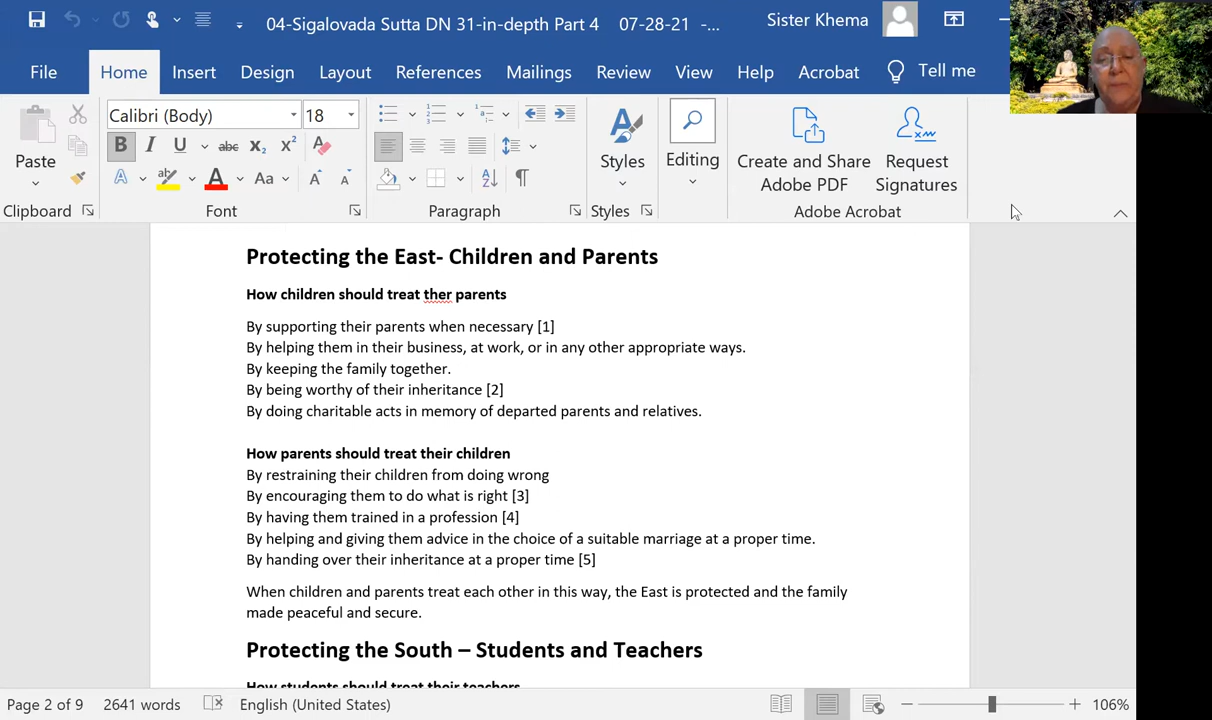 04-Sigalovada Sutta DN 31-in-depth Part 4 07-28-21 -...
Sister Khema
File Home Insert Design Layout References Mailings Review View Help Acrobat Tell me
Calibri (Body) 18
Paste
Styles
Editing
Create and Share Adobe PDF
Request Signatures
Clipboard Font Paragraph Styles Adobe Acrobat
Protecting the East- Children and Parents
How children should treat ther parents
By supporting their parents when necessary [1]
By helping them in their business, at work, or in any other appropriate ways.
By keeping the family together.
By being worthy of their inheritance [2]
By doing charitable acts in memory of departed parents and relatives.
How parents should treat their children
By restraining their children from doing wrong
By encouraging them to do what is right [3]
By having them trained in a profession [4]
By helping and giving them advice in the choice of a suitable marriage at a proper time.
By handing over their inheritance at a proper time [5]
When children and parents treat each other in this way, the East is protected and the family
made peaceful and secure.
Protecting the South – Students and Teachers
How students should treat their teachers
Page 2 of 9 2641 words English (United States) 106%